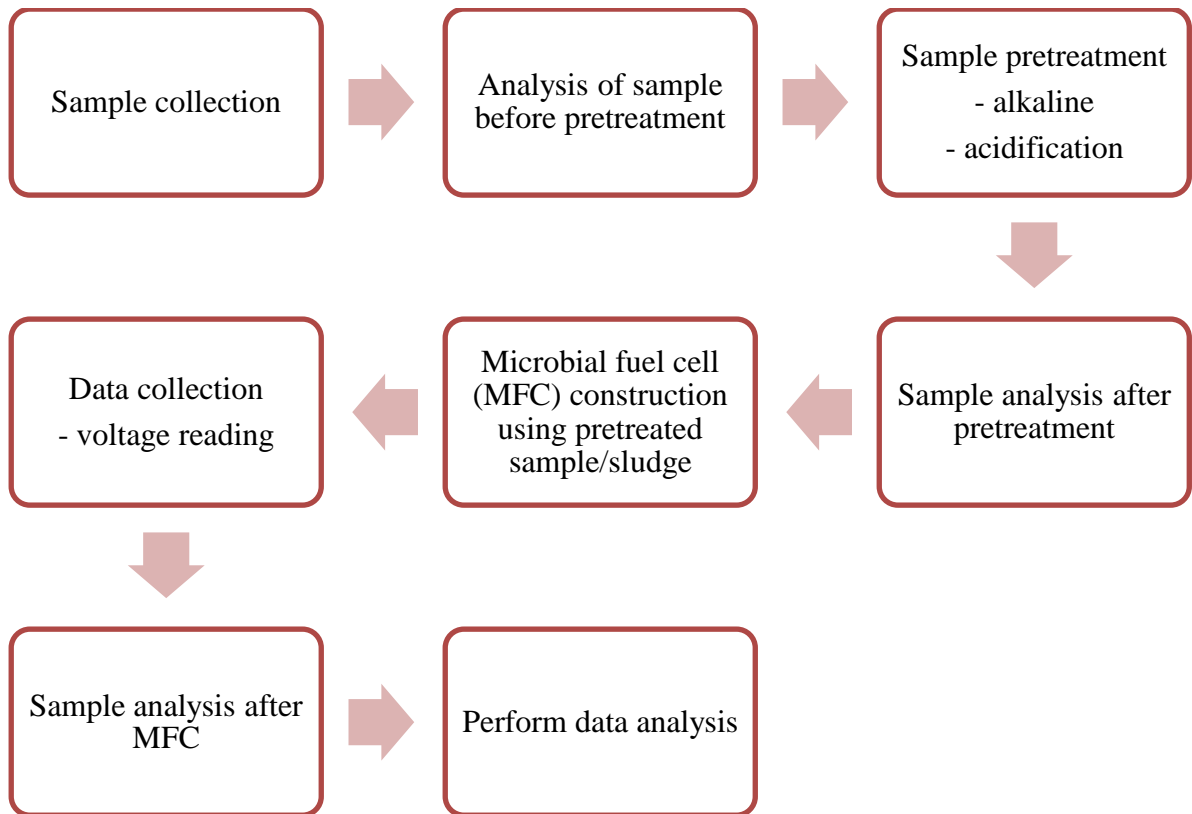 Sample collection
Analysis of sample
before pretreatment
Sample pretreatment
- alkaline
- acidification
Sample analysis after
pretreatment
Microbial fuel cell
(MFC) construction
using pretreated
sample/sludge
Data collection
- voltage reading
Sample analysis after
MFC
Perform data analysis